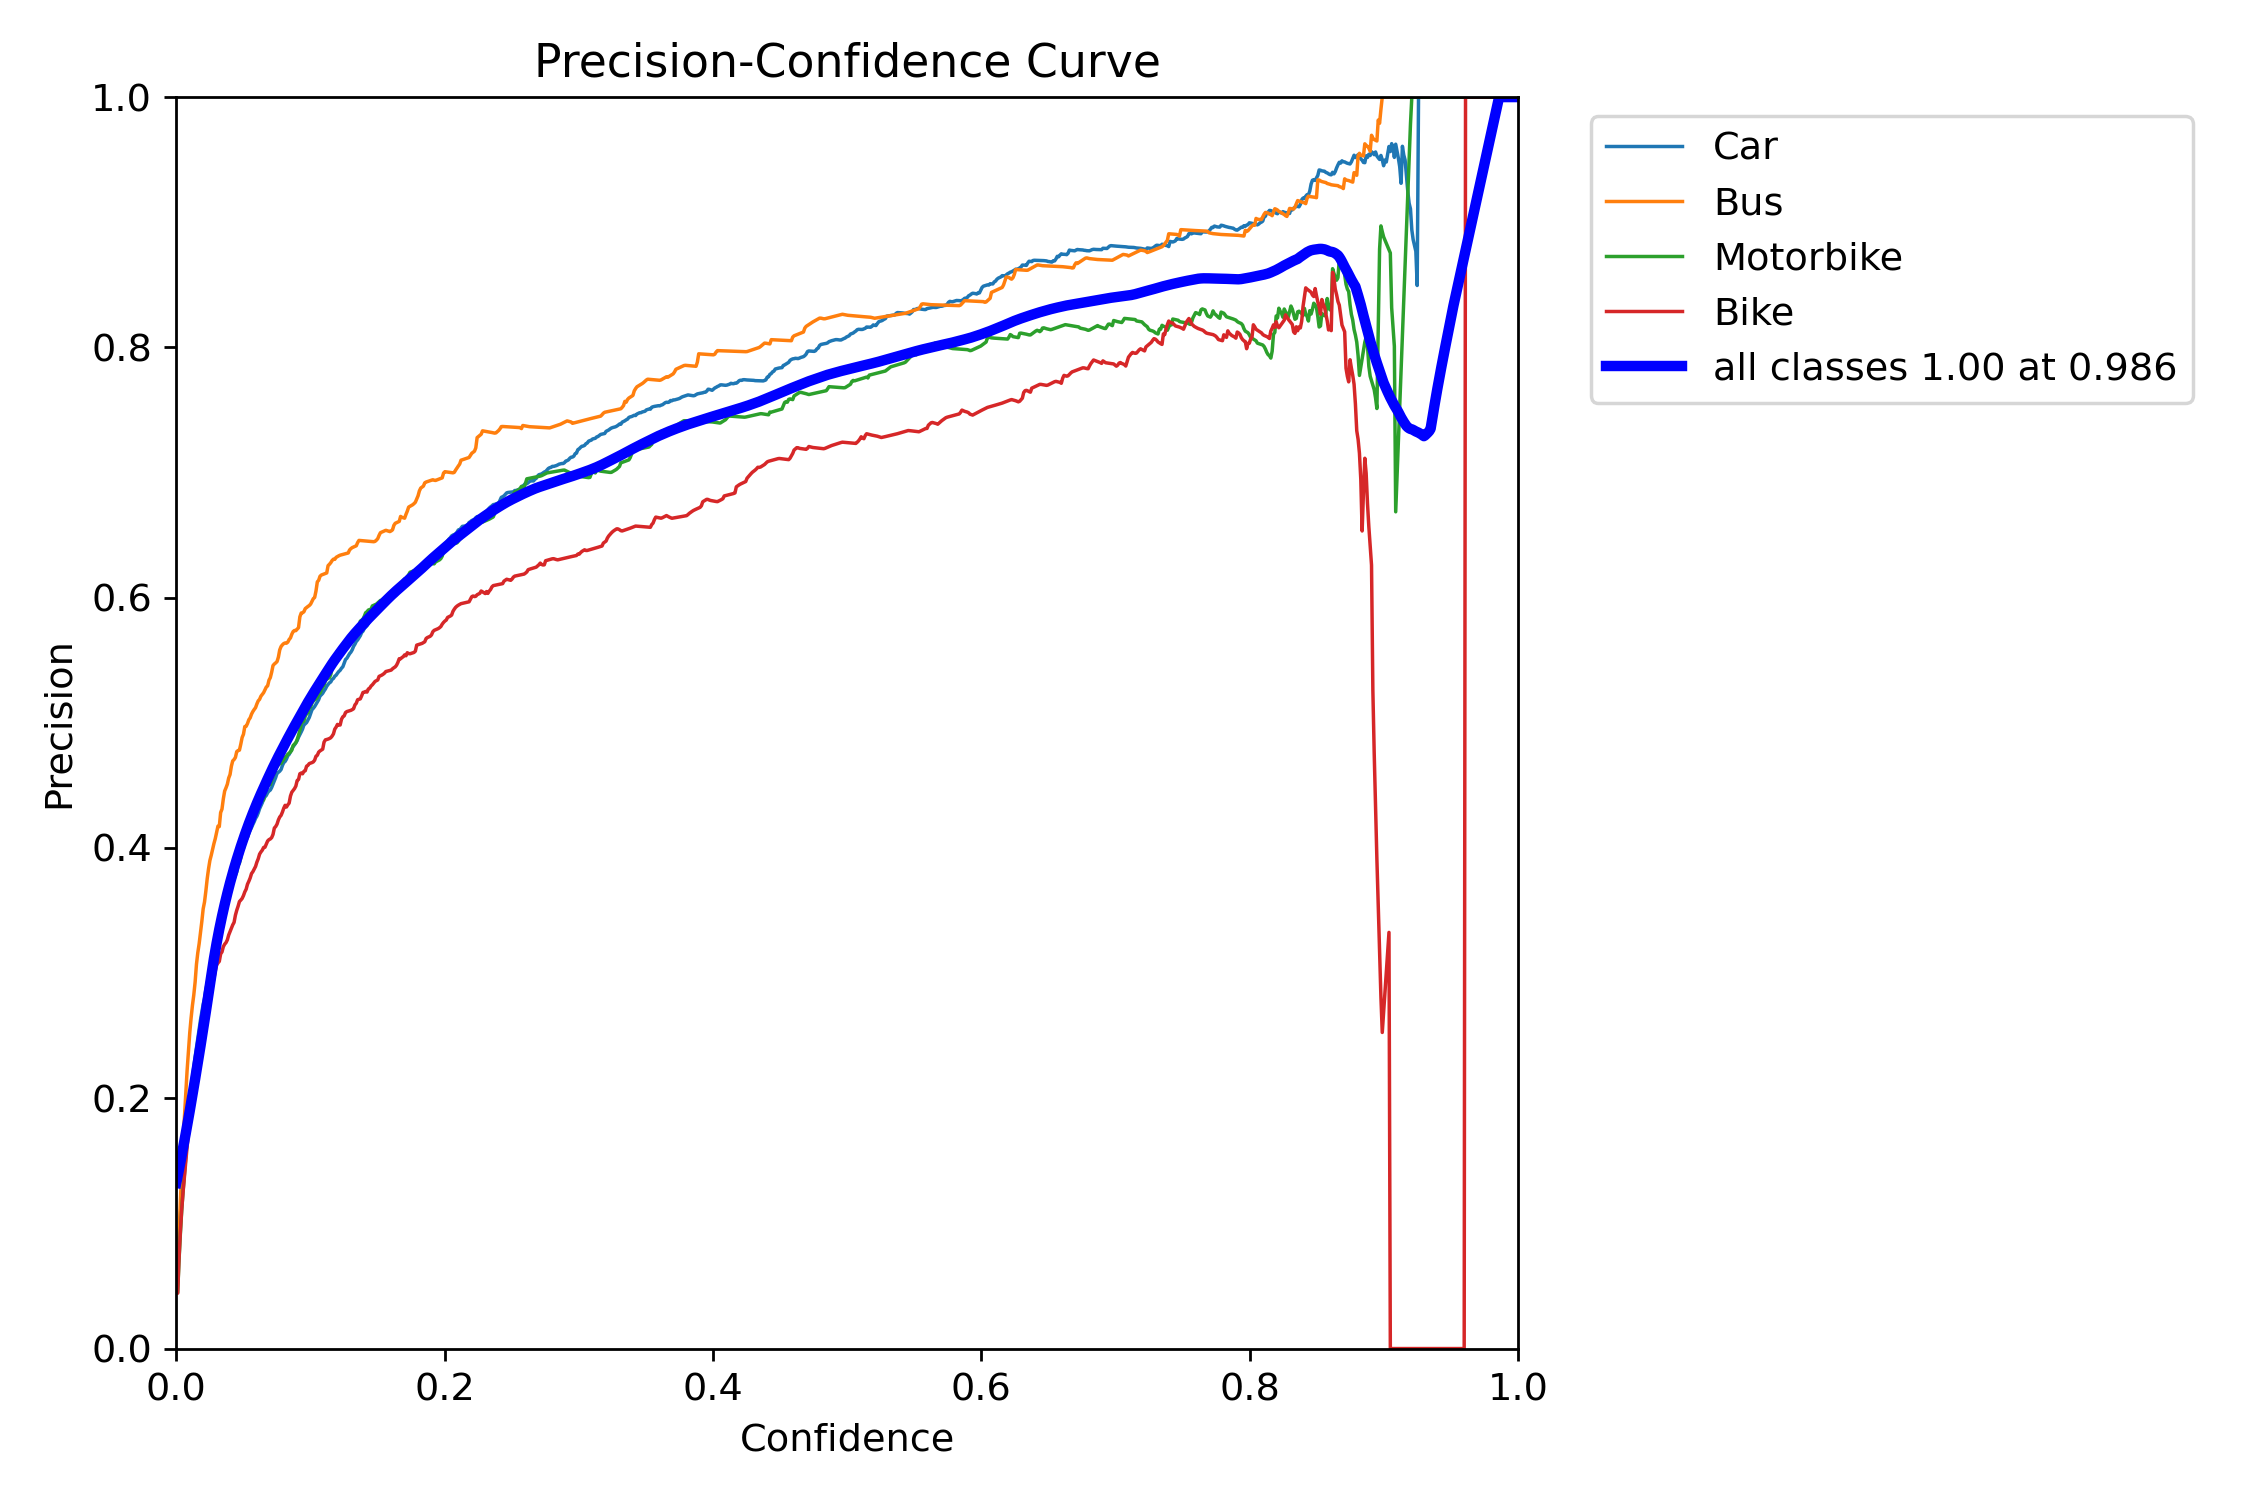 Precision-Confidence Curve
1.0
0.8
0.6
0.4
0.2
0.0
Precision
0.0 0.2 0.4 0.6 0.8 1.0
Confidence
Car
Bus
Motorbike
Bike
all classes 1.00 at 0.986